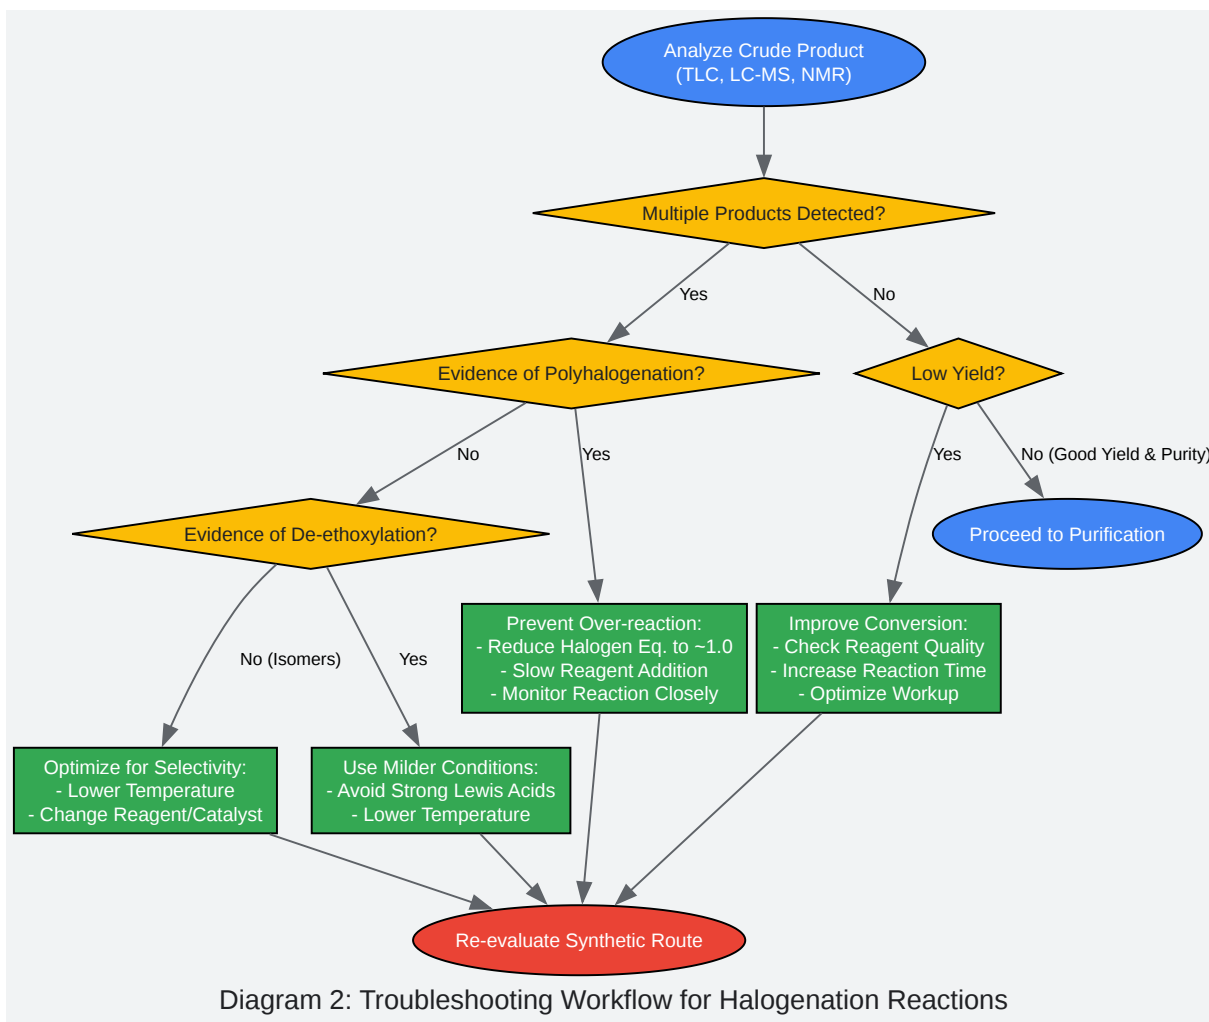 Analyze Crude Product
(TLC, LC-MS, NMR)
Multiple Products Detected?
Yes
No
Evidence of Polyhalogenation?
Low Yield?
No
Yes
Yes
No (Good Yield & Purity)
Evidence of De-ethoxylation?
Proceed to Purification
Prevent Over-reaction:
- Reduce Halogen Eq. to ~1.0
- Slow Reagent Addition
- Monitor Reaction Closely
Improve Conversion:
- Check Reagent Quality
- Increase Reaction Time
- Optimize Workup
No (Isomers)
Yes
Optimize for Selectivity:
- Lower Temperature
- Change Reagent/Catalyst
Use Milder Conditions:
- Avoid Strong Lewis Acids
- Lower Temperature
Re-evaluate Synthetic Route
Diagram 2: Troubleshooting Workflow for Halogenation Reactions